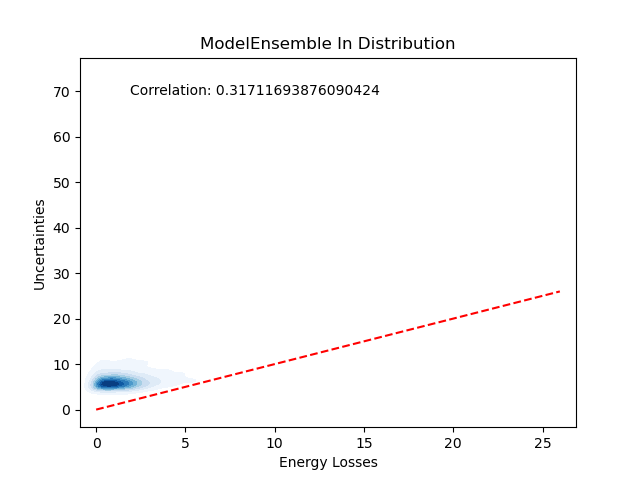 ModelEnsemble In Distribution
Correlation: 0.31711693876090424
70
60
50
40
30
20
10
0
Uncertainties
0 5 10 15 20 25
Energy Losses